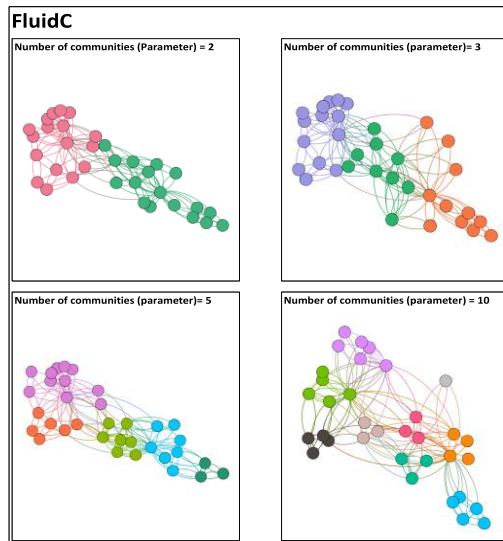 FluidC
Number of communities (Parameter) = 2
Number of communities (parameter)= 3
Number of communities (parameter)= 5
Number of communities (parameter) = 10